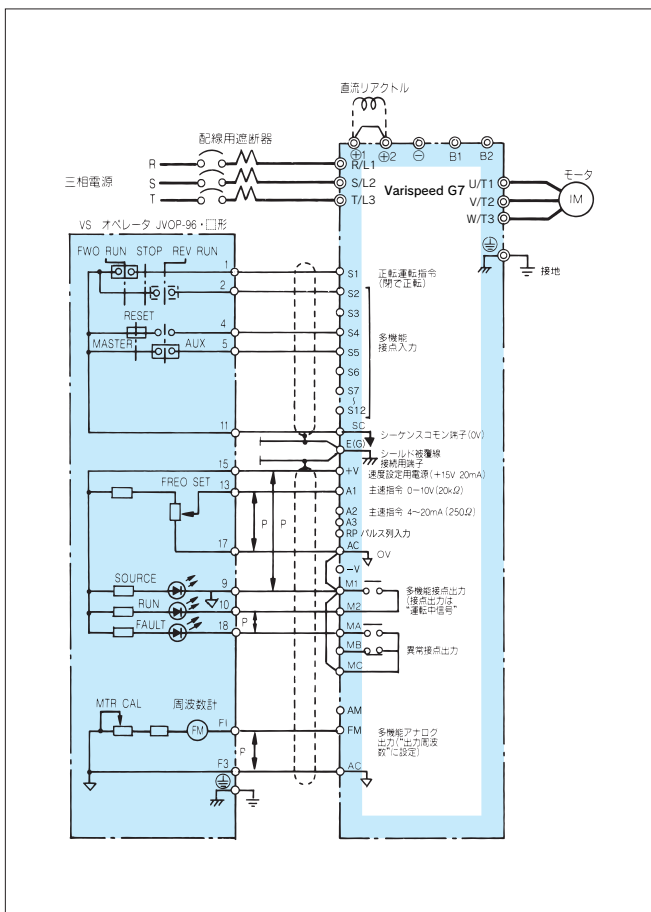 直流リアクトル
配線用遮断器
⊕1 ⊕2 ⊖ B1 B2
三相電源
R R/L1
S S/L2
T T/L3
Varispeed G7
U/T1
V/T2
W/T3
モータ
IM
接地
VS オペレータ JVOP-96・□形
FWO RUN STOP REV RUN
1 S1 正転運転指令
(閉で正転)
2 S2
S3
RESET
4 S4
MASTER AUX 5 S5
多機能
接点入力
S6
S7
~
S12
11 SC
シーケンスコモン端子(0V)
E(G)
シールド被覆線
接続用端子
15 +V 速度設定用電源(+15V 20mA)
FREO SET 13 A1 主速指令 0-10V(20kΩ)
A2 主速指令 4~20mA(250Ω)
A3
P P
RP パルス列入力
17 AC 0V
-V
SOURCE 9 M1
RUN 10 M2
多機能接点出力
(接点出力は
"運転中信号"
P
FAULT 18 MA
MB
MC
異常接点出力
AM
MTR CAL 周波数計
FM F1 FM
多機能アナログ
出力("出力周波
数"に設定)
P
F3 AC